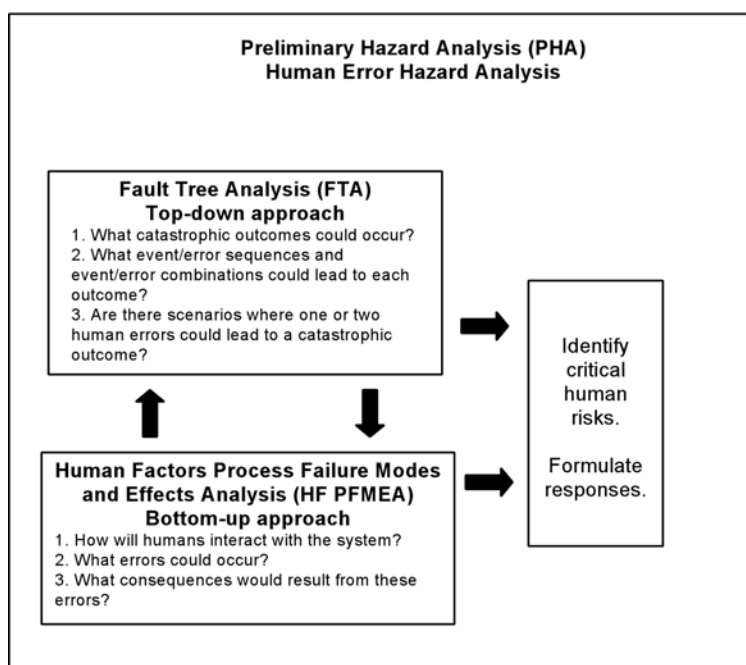 Preliminary Hazard Analysis (PHA)
Human Error Hazard Analysis
Fault Tree Analysis (FTA)
Top-down approach
1. What catastrophic outcomes could occur?
2. What event/error sequences and
event/error combinations could lead to each
outcome?
3. Are there scenarios where one or two
human errors could lead to a catastrophic
outcome?
Human Factors Process Failure Modes
and Effects Analysis (HF PFMEA)
Bottom-up approach
1. How will humans interact with the system?
2. What errors could occur?
3. What consequences would result from these
errors?
Identify
critical
human
risks.
Formulate
responses.